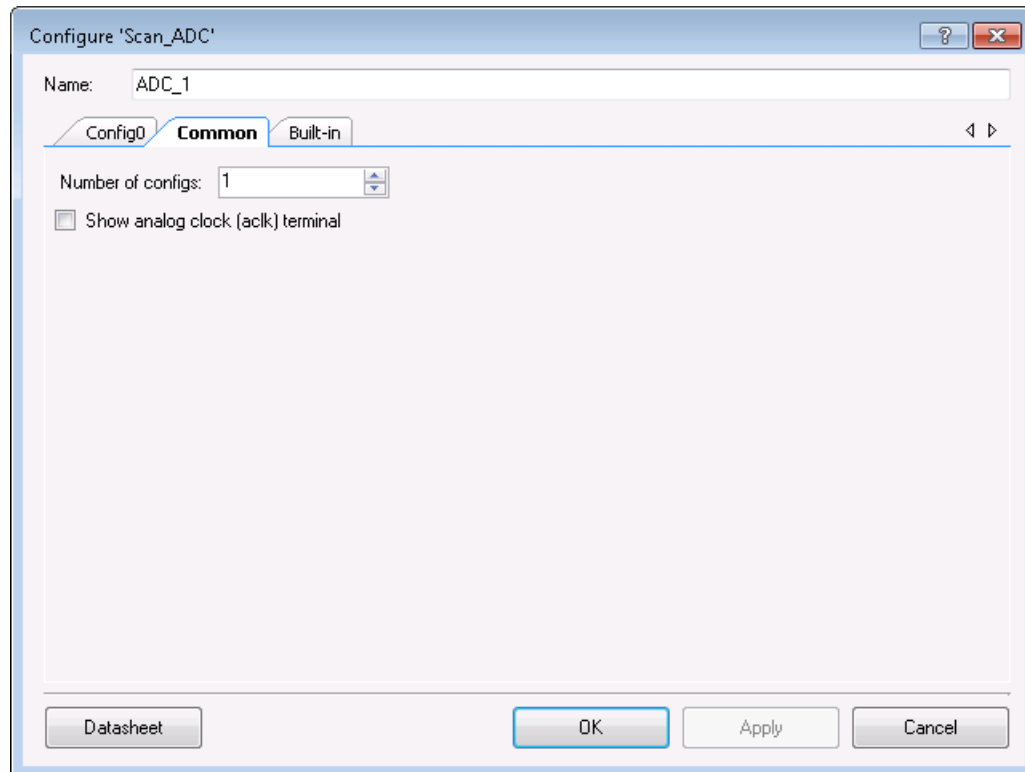 Configure 'Scan_ADC'
Name: ADC_1
Config0 Common Built-in
Number of configs: 1
Show analog clock (aclk) terminal
Datasheet OK Apply Cancel